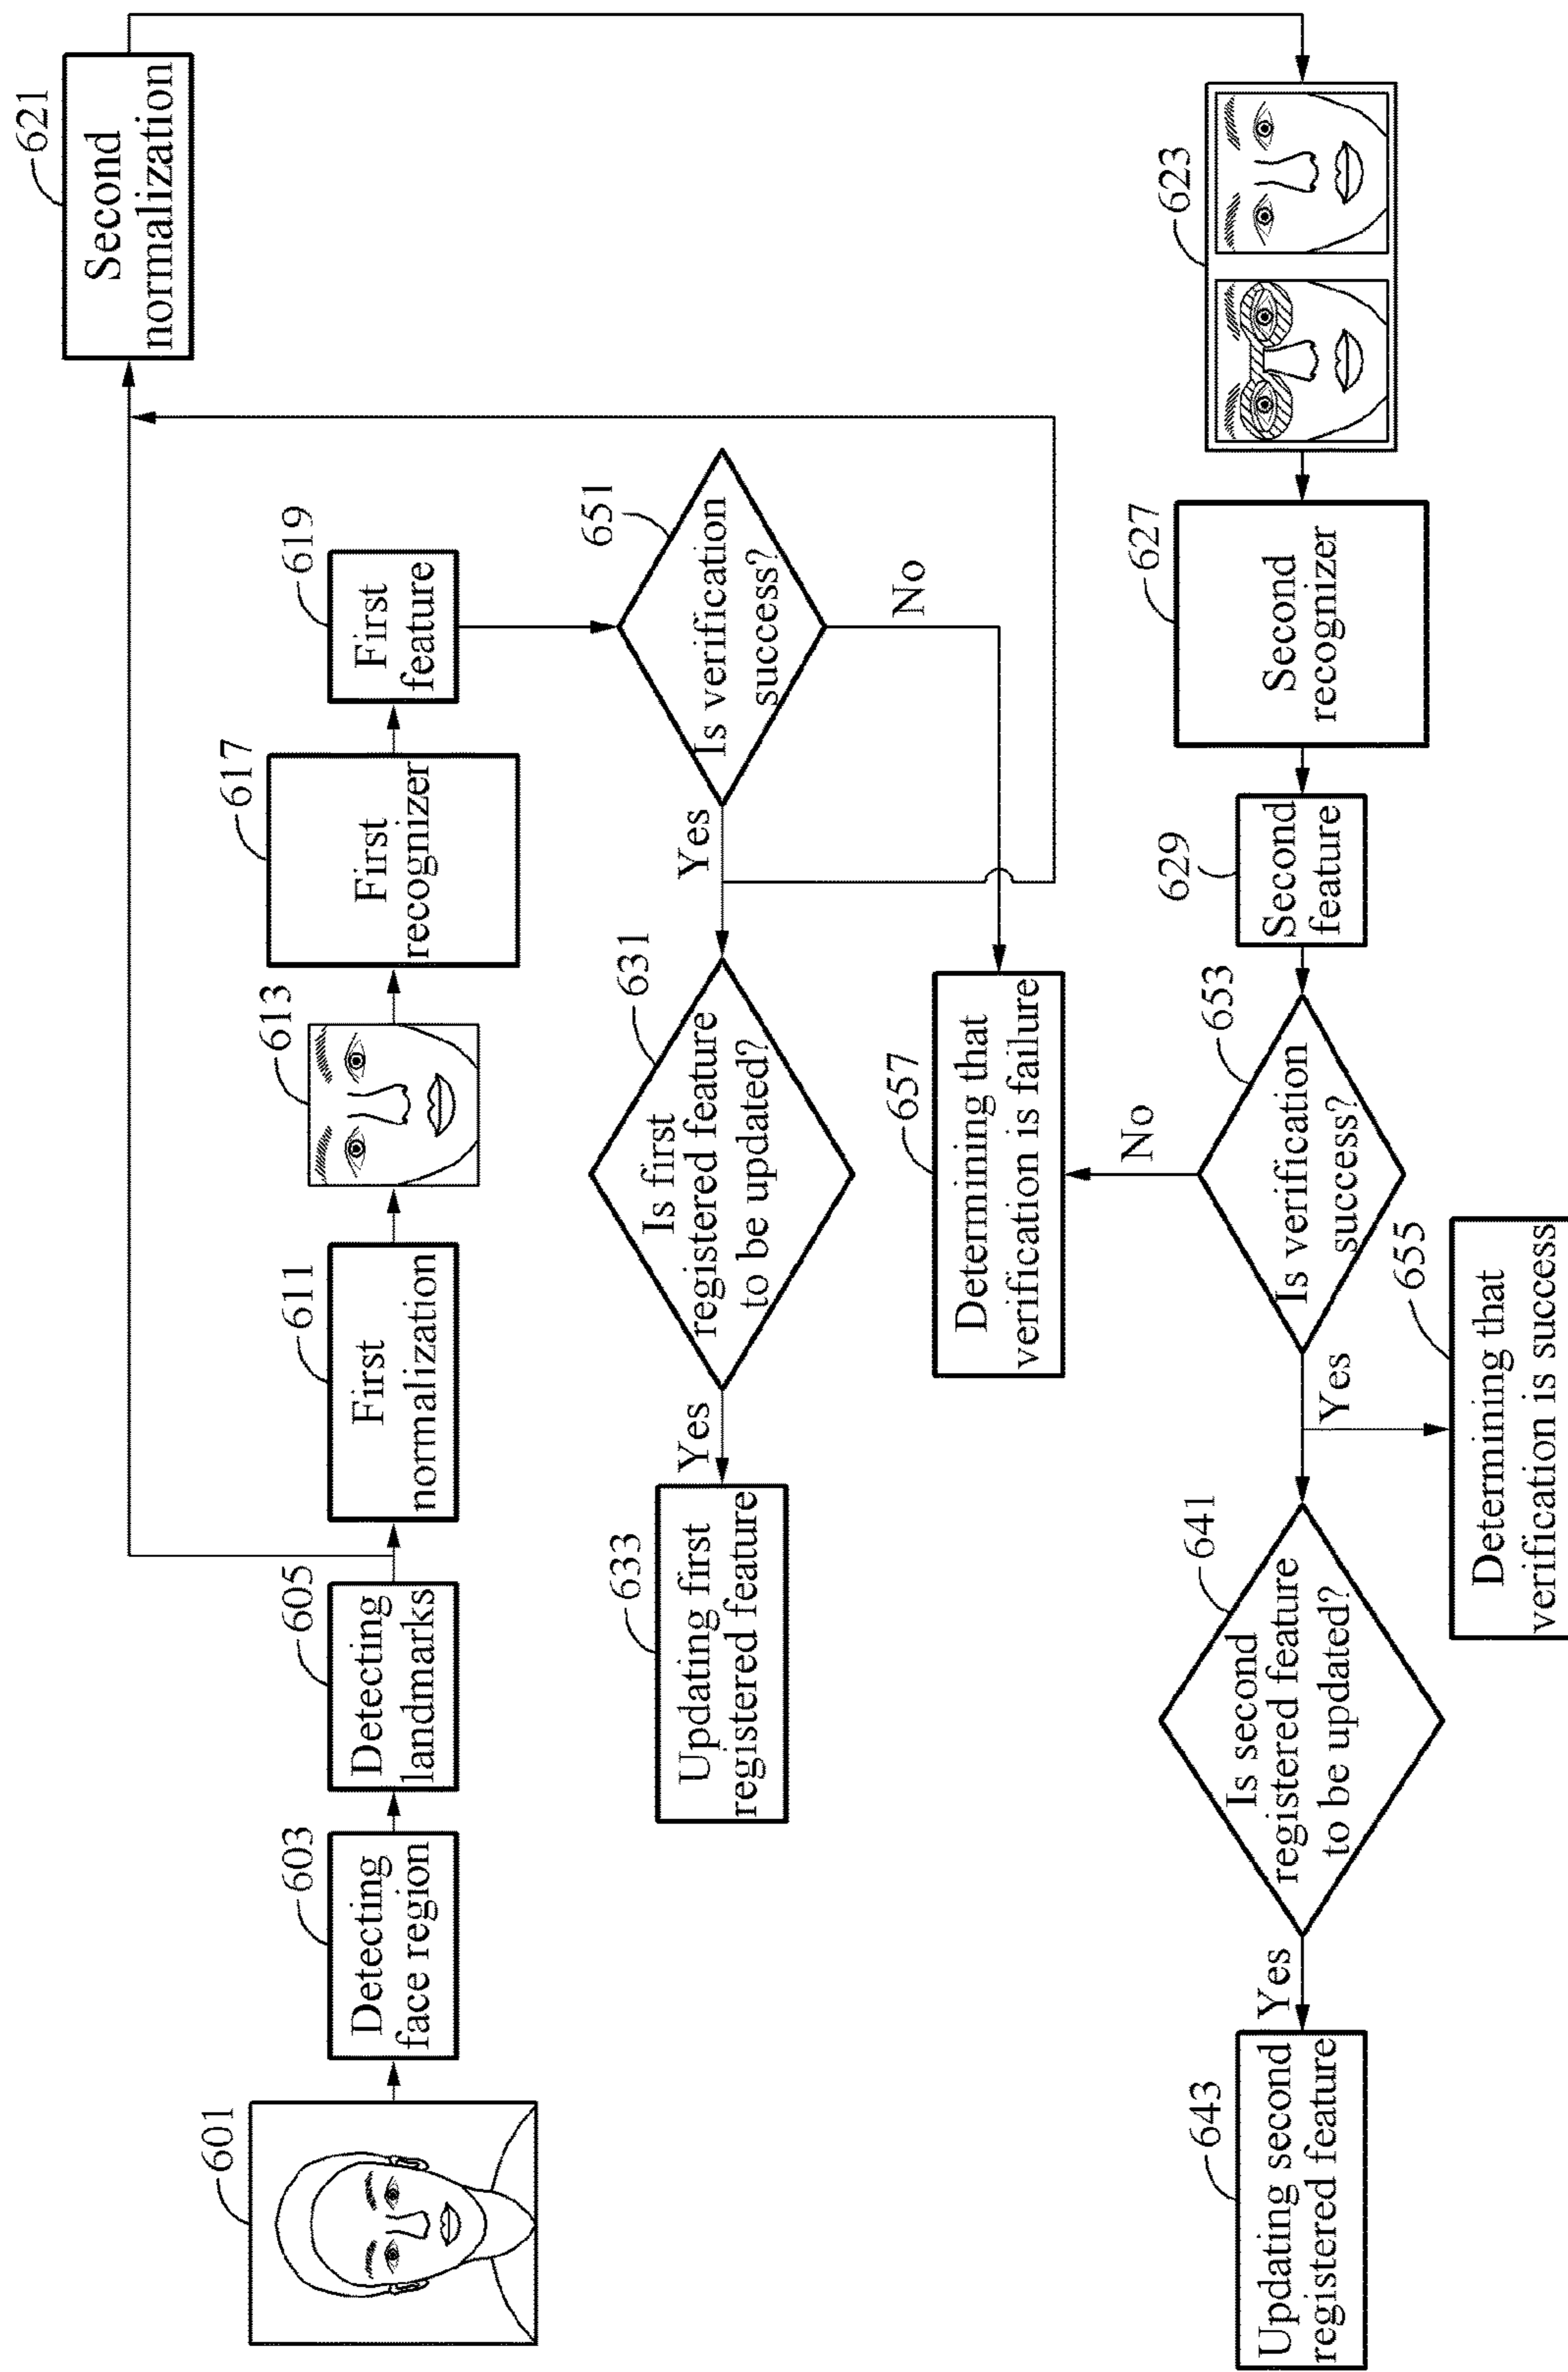 601
603
Detecting
face region
605
Detecting
landmarks
611
First
normalization
613
617
First
recognizer
619
First
feature
621
Second
normalization
651
Is verification
success?
Yes
No
631
Is first
registered feature
to be updated?
Yes
633
Updating first
registered feature
657
Determining that
verification is failure
623
627
Second
recognizer
629
Second
feature
653
Is verification
success?
No
Yes
655
Determining that
verification is success
641
Is second
registered feature
to be updated?
Yes
643
Updating second
registered feature